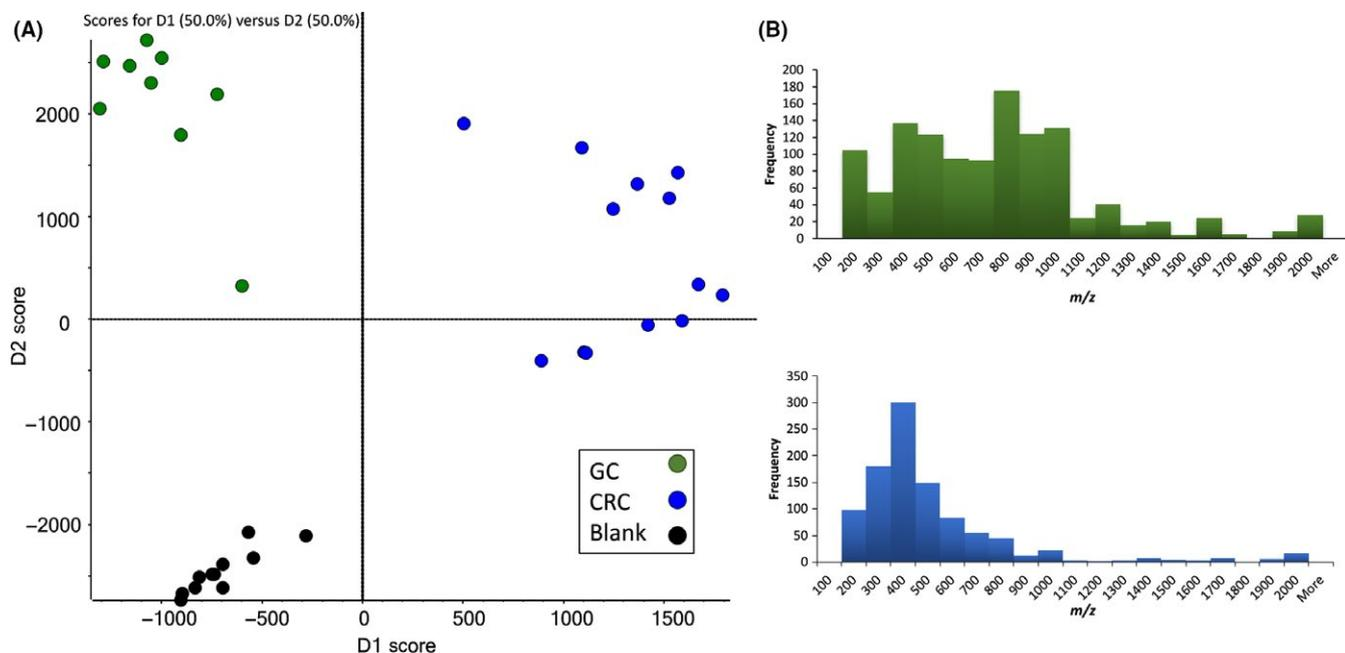 (A)
Scores for D1 (50.0%) versus D2 (50.0%)
2000
1000
0
−1000
−2000
D2 score
−1000 −500 0 500 1000 1500
D1 score
GC
CRC
Blank
(B)
200
180
160
140
120
100
80
60
40
20
0
Frequency
100 200 300 400 500 600 700 800 900 1000 1100 1200 1300 1400 1500 1600 1700 1800 1900 2000 More
m/z
350
300
250
200
150
100
50
0
Frequency
100 200 300 400 500 600 700 800 900 1000 1100 1200 1300 1400 1500 1600 1700 1800 1900 2000 More
m/z